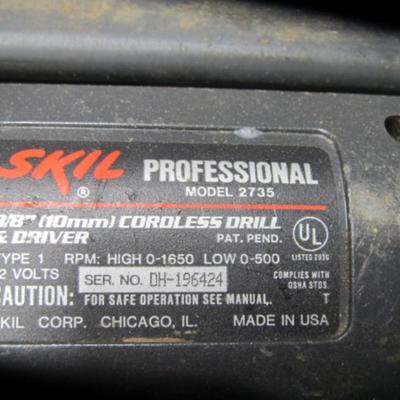 SKIL® PROFESSIONAL
MODEL 2735
3/8" (10mm) CORDLESS DRILL
& DRIVER PAT. PEND.
UL
LISTED
TYPE 1 RPM: HIGH 0-1650 LOW 0-500
2 VOLTS SER. NO. DH-196424
COMPLIES WITH
OSHA STDS.
CAUTION: FOR SAFE OPERATION SEE MANUAL. T
SKIL CORP. CHICAGO, IL. MADE IN USA